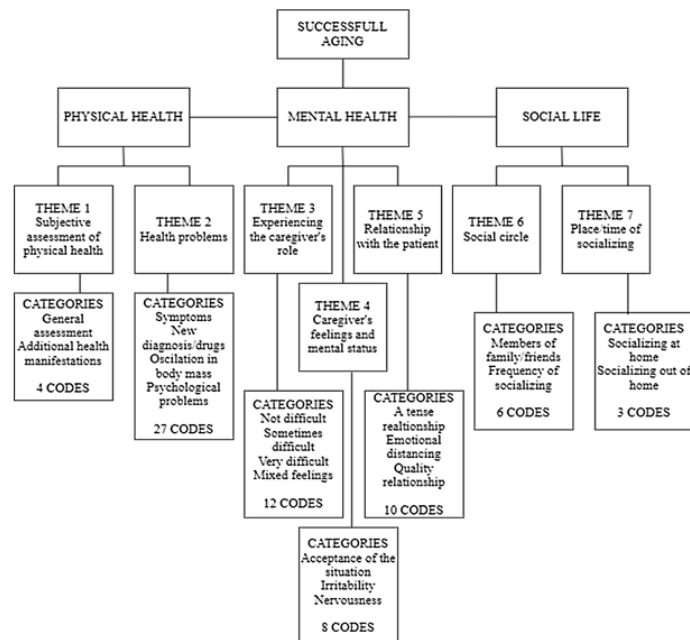 SUCCESSFULL
AGING
PHYSICAL HEALTH
MENTAL HEALTH
SOCIAL LIFE
THEME 1
Subjective
assessment of
physical health
THEME 2
Health problems
THEME 3
Experiencing
the caregiver's
role
THEME 4
Caregiver's
feelings and
mental status
THEME 5
Relationship
with the patient
THEME 6
Social circle
THEME 7
Place/time of
socializing
CATEGORIES
General
assessment
Additional health
manifestations
4 CODES
CATEGORIES
Symptoms
New
diagnosis/drugs
Oscilation in
body mass
Psychological
problems
27 CODES
CATEGORIES
Not difficult
Sometimes
difficult
Very difficult
Mixed feelings
12 CODES
CATEGORIES
Acceptance of the
situation
Irritability
Nervousness
8 CODES
CATEGORIES
A tense
realtionship
Emotional
distancing
Quality
relationship
10 CODES
CATEGORIES
Members of
family/friends
Frequency of
socializing
6 CODES
CATEGORIES
Socializing at
home
Socializing out of
home
3 CODES